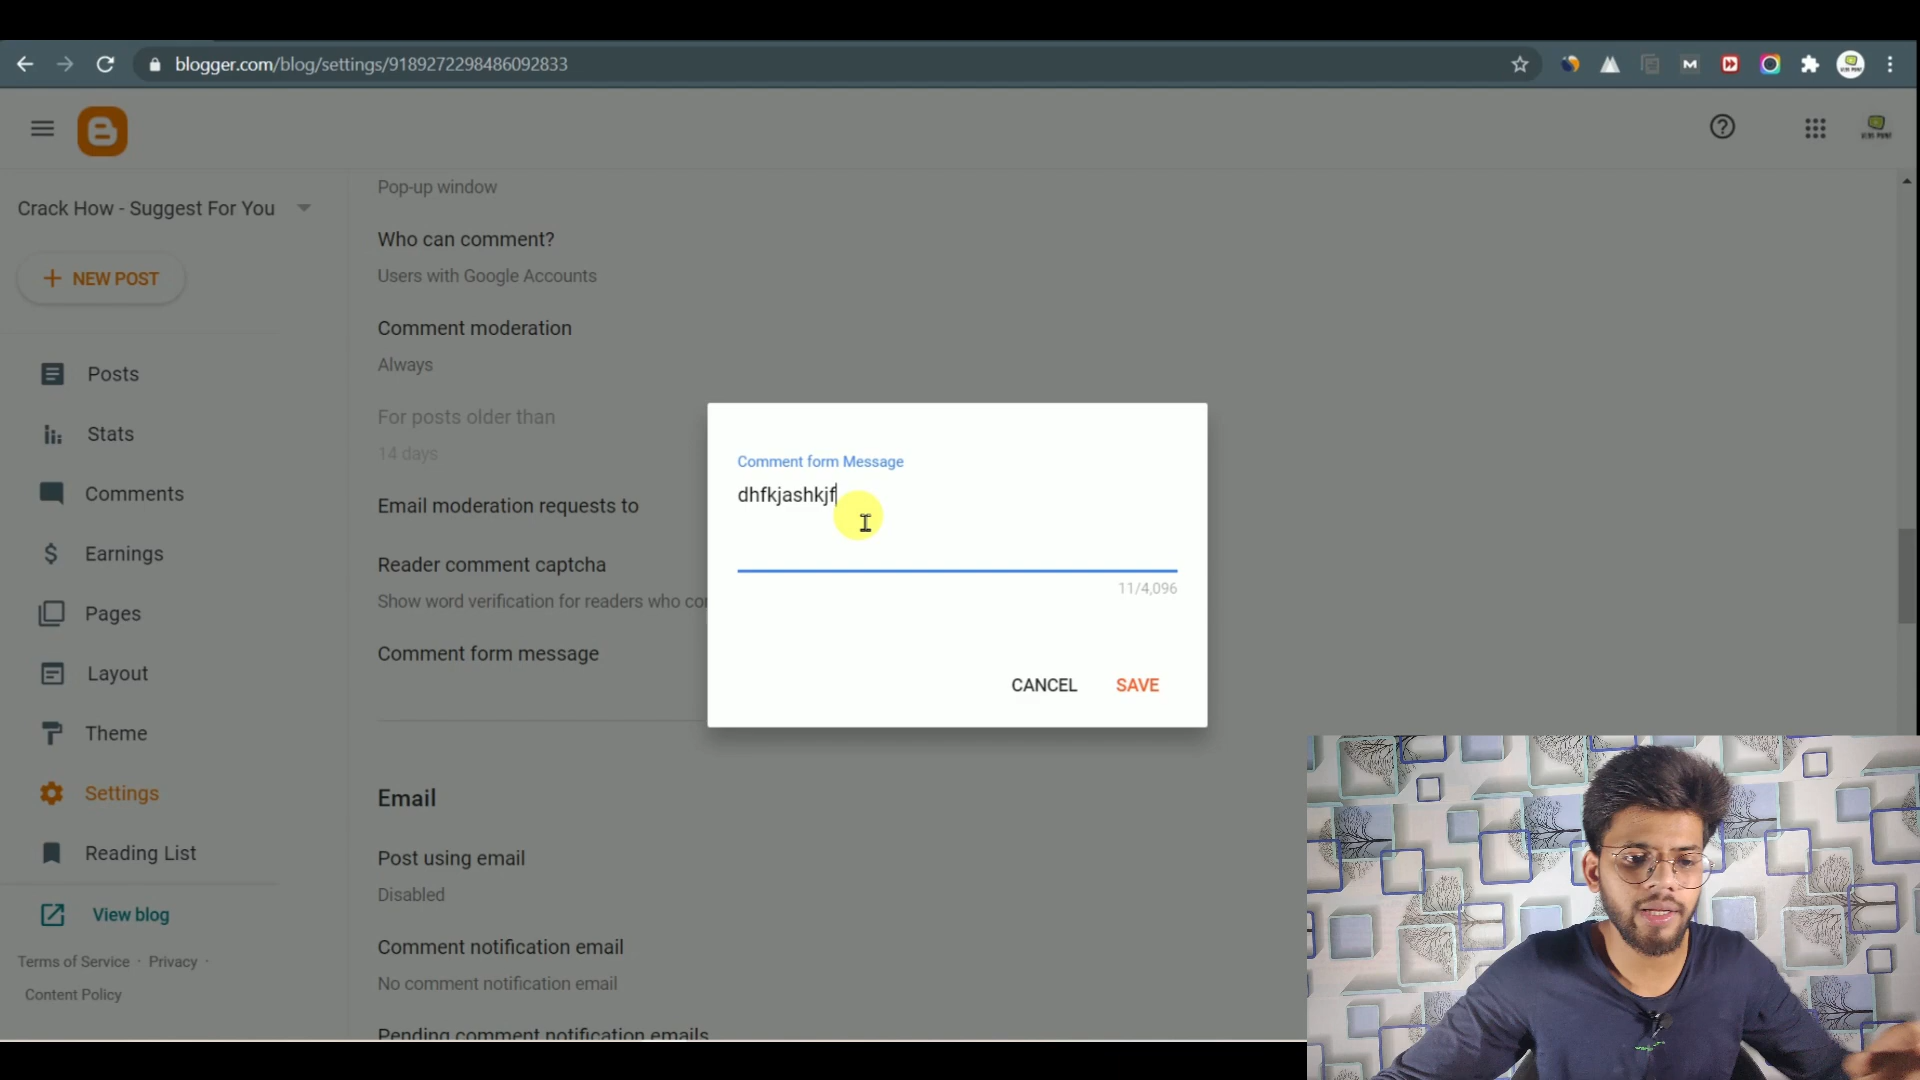 blogger.com/blog/settings/9189272298486092833
Crack How - Suggest For You
NEW POST
Posts
Stats
Comments
Earnings
Pages
Layout
Theme
Settings
Reading List
View blog
Terms of Service · Privacy ·
Content Policy
Pop-up window
Who can comment?
Users with Google Accounts
Comment moderation
Always
For posts older than
14 days
Email moderation requests to
Reader comment captcha
Show word verification for readers who co
Comment form message
Email
Post using email
Disabled
Comment notification email
No comment notification email
Pending comment notification emails
Comment form Message
dhfkjashkjf
11/4,096
CANCEL
SAVE